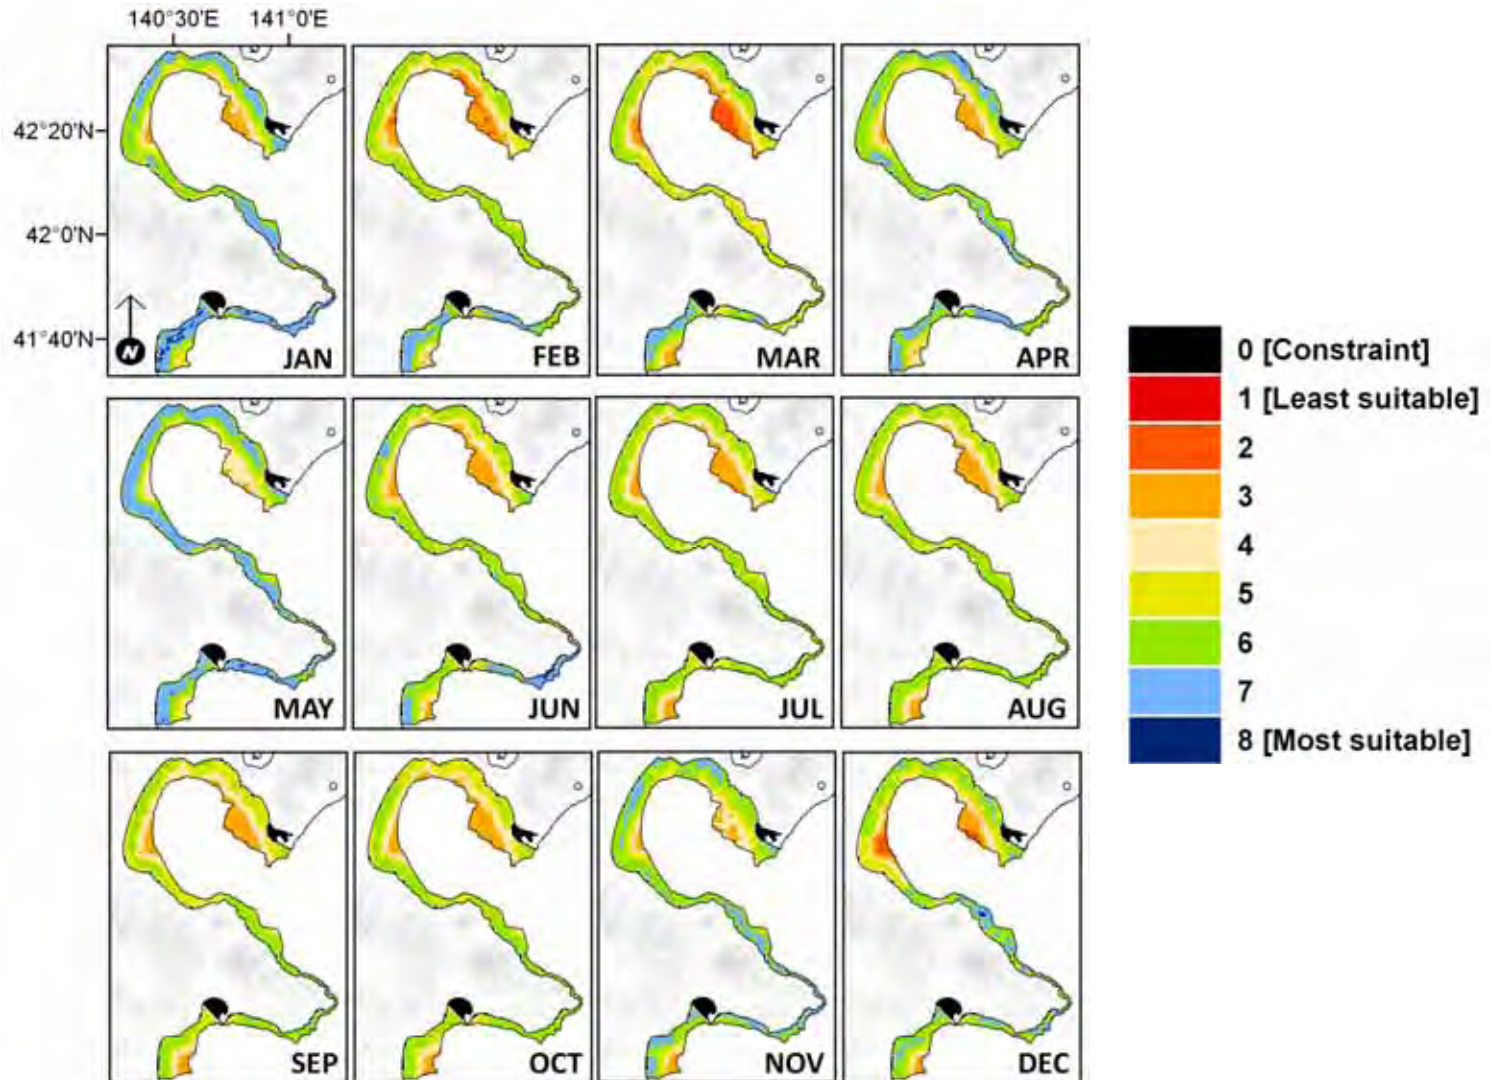 140°30'E 141°0'E
42°20'N
42°0'N
41°40'N
N
JAN FEB MAR APR
MAY JUN JUL AUG
SEP OCT NOV DEC
0 [Constraint]
1 [Least suitable]
2
3
4
5
6
7
8 [Most suitable]